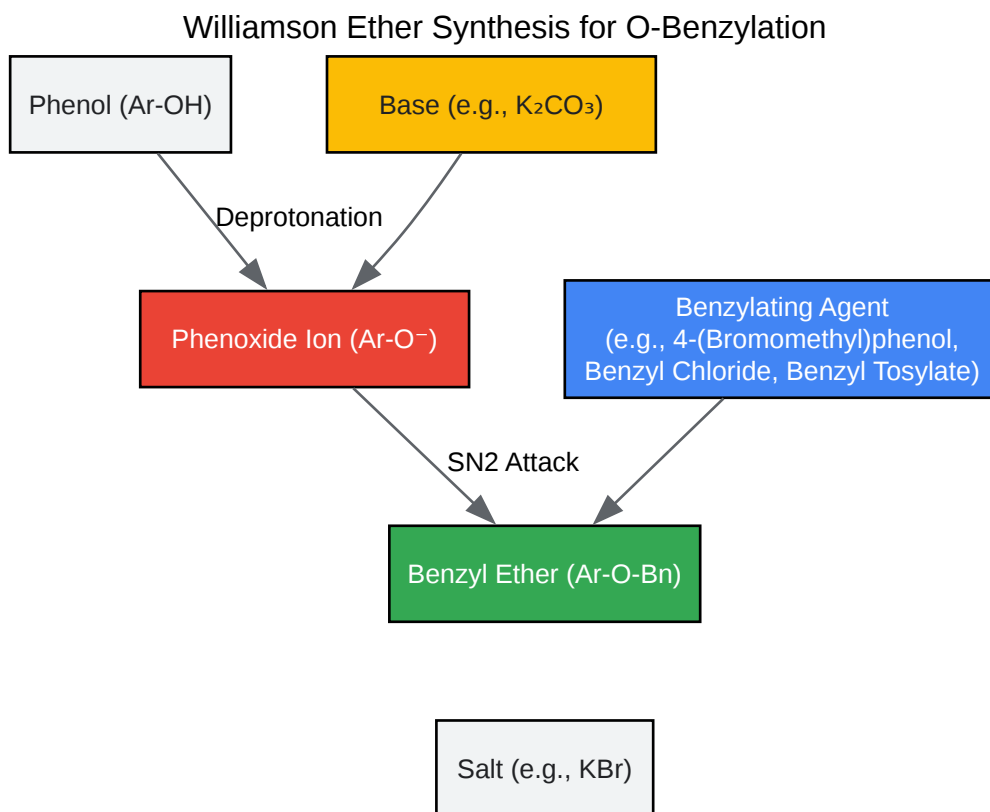 Williamson Ether Synthesis for O-Benzylation
Phenol (Ar-OH)
Base (e.g., K₂CO₃)
Deprotonation
Phenoxide Ion (Ar-O⁻)
Benzylating Agent
(e.g., 4-(Bromomethyl)phenol,
Benzyl Chloride, Benzyl Tosylate)
SN2 Attack
Benzyl Ether (Ar-O-Bn)
Salt (e.g., KBr)